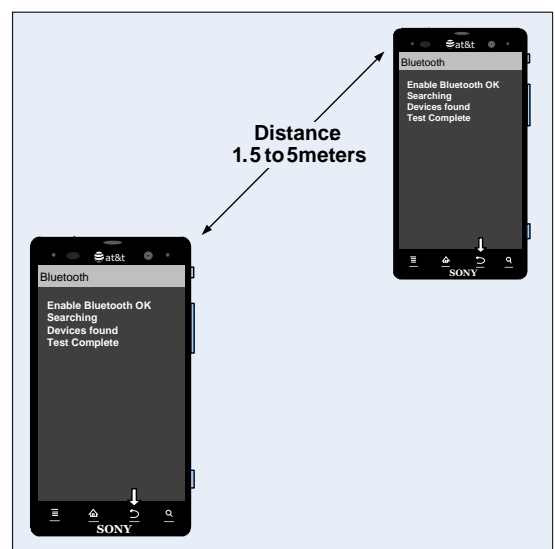 at&t
Bluetooth
Enable Bluetooth OK
Searching
Devices found
Test Complete
SONY
Distance
1.5 to 5meters
at&t
Bluetooth
Enable Bluetooth OK
Searching
Devices found
Test Complete
SONY